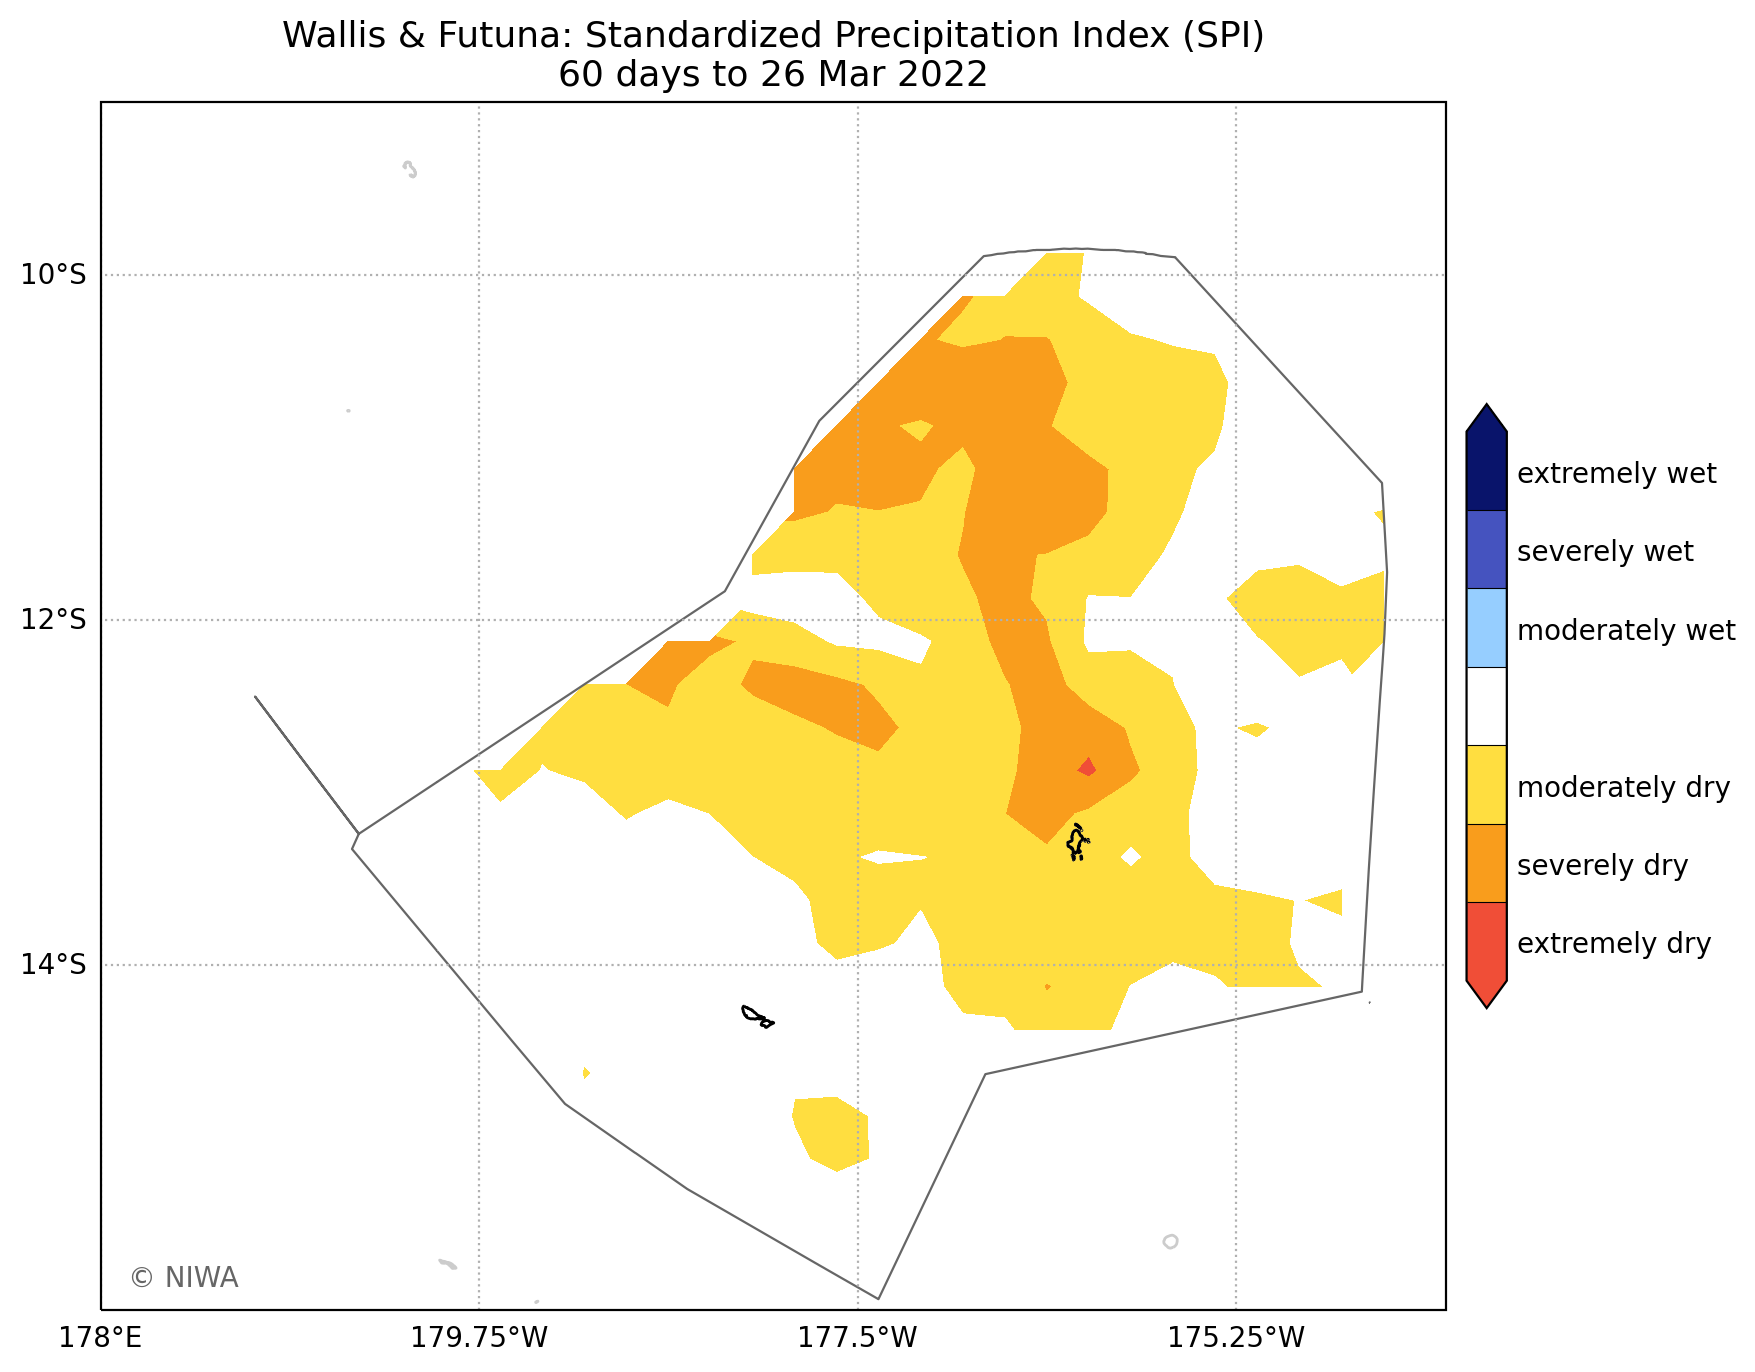 Wallis & Futuna: Standardized Precipitation Index (SPI)
60 days to 26 Mar 2022
10°S
12°S
14°S
178°E
179.75°W
177.5°W
175.25°W
extremely wet
severely wet
moderately wet
moderately dry
severely dry
extremely dry
© NIWA